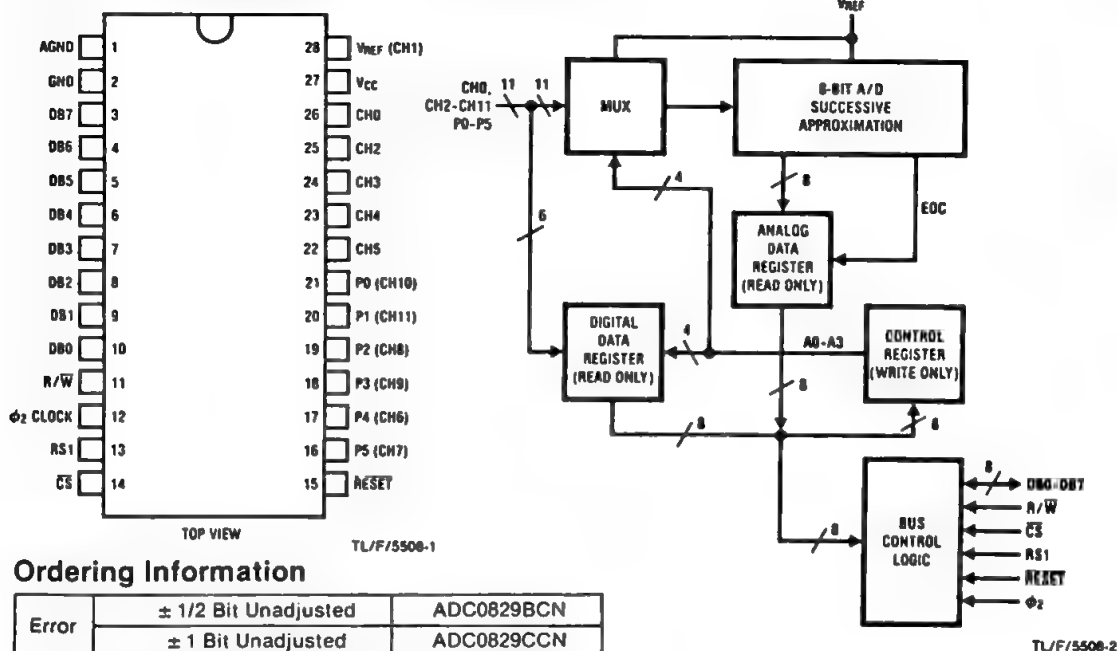 AGND 1
GND 2
DB7 3
DB6 4
DB5 5
DB4 6
DB3 7
DB2 8
DB1 9
DB0 10
R/W̅ 11
ϕ2 CLOCK 12
RS1 13
C̅S̅ 14
28 VREF (CH1)
27 VCC
26 CH0
25 CH2
24 CH3
23 CH4
22 CH5
21 P0 (CH10)
20 P1 (CH11)
19 P2 (CH8)
18 P3 (CH9)
17 P4 (CH6)
16 P5 (CH7)
15 R̅E̅S̅E̅T̅
TOP VIEW
TL/F/5508-1
VREF
CH0,
CH2-CH11
P0-P5
11
11
MUX
8-BIT A/D
SUCCESSIVE
APPROXIMATION
4
8
EOC
6
ANALOG
DATA
REGISTER
(READ ONLY)
DIGITAL
DATA
REGISTER
(READ ONLY)
4
A0-A3
CONTROL
REGISTER
(WRITE ONLY)
8
8
8
BUS
CONTROL
LOGIC
8
8
DB0-DB7
R/W̅
C̅S̅
RS1
R̅E̅S̅E̅T̅
ϕ2
TL/F/5508-2
Ordering Information
Error
± 1/2 Bit Unadjusted ADC0829BCN
± 1 Bit Unadjusted ADC0829CCN